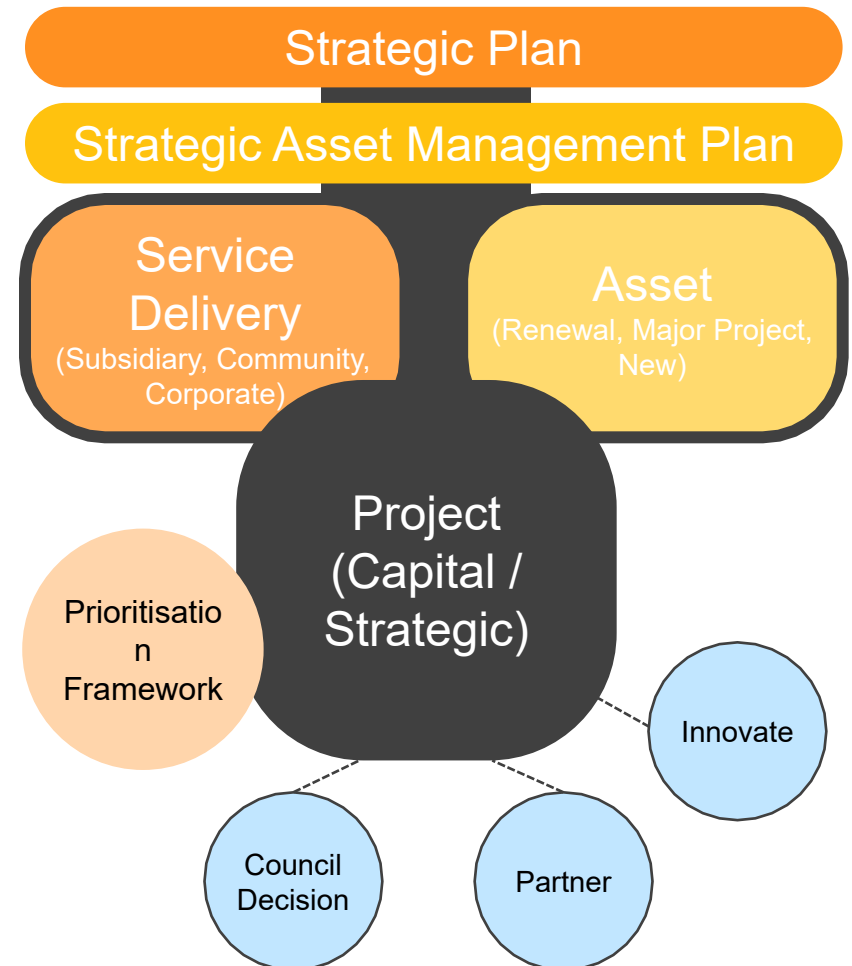 Strategic Plan
Strategic Asset Management Plan
Service
Delivery
(Subsidiary, Community,
Corporate)
Asset
(Renewal, Major Project,
New)
Project
(Capital /
Strategic)
Prioritisatio
n
Framework
Innovate
Council
Decision
Partner